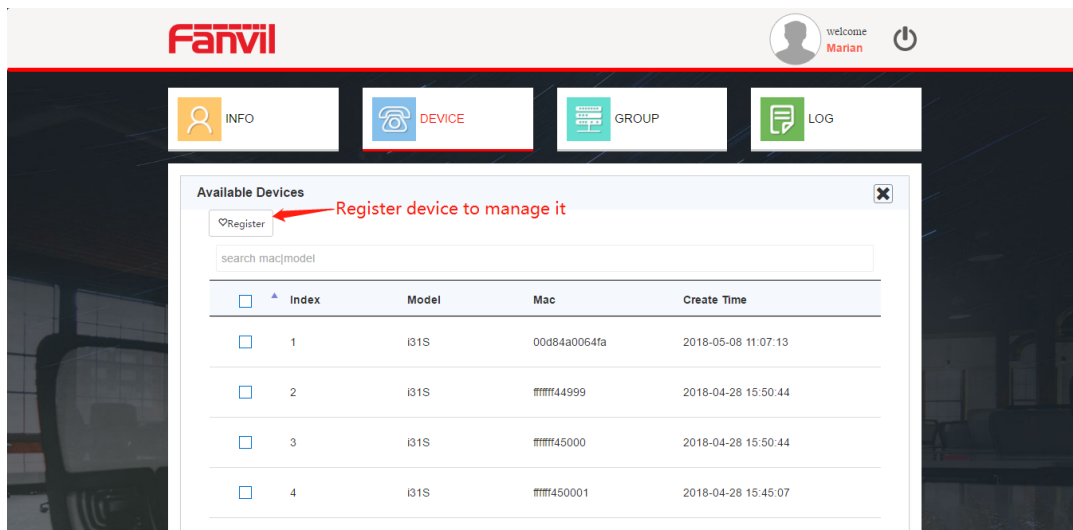 Fanvil
welcome
Marian
INFO
DEVICE
GROUP
LOG
Available Devices
Register device to manage it
♡Register
search mac|model
Index Model Mac Create Time
1 i31S 00d84a0064fa 2018-05-08 11:07:13
2 i31S fffffff44999 2018-04-28 15:50:44
3 i31S fffffff45000 2018-04-28 15:50:44
4 i31S ffffff450001 2018-04-28 15:45:07